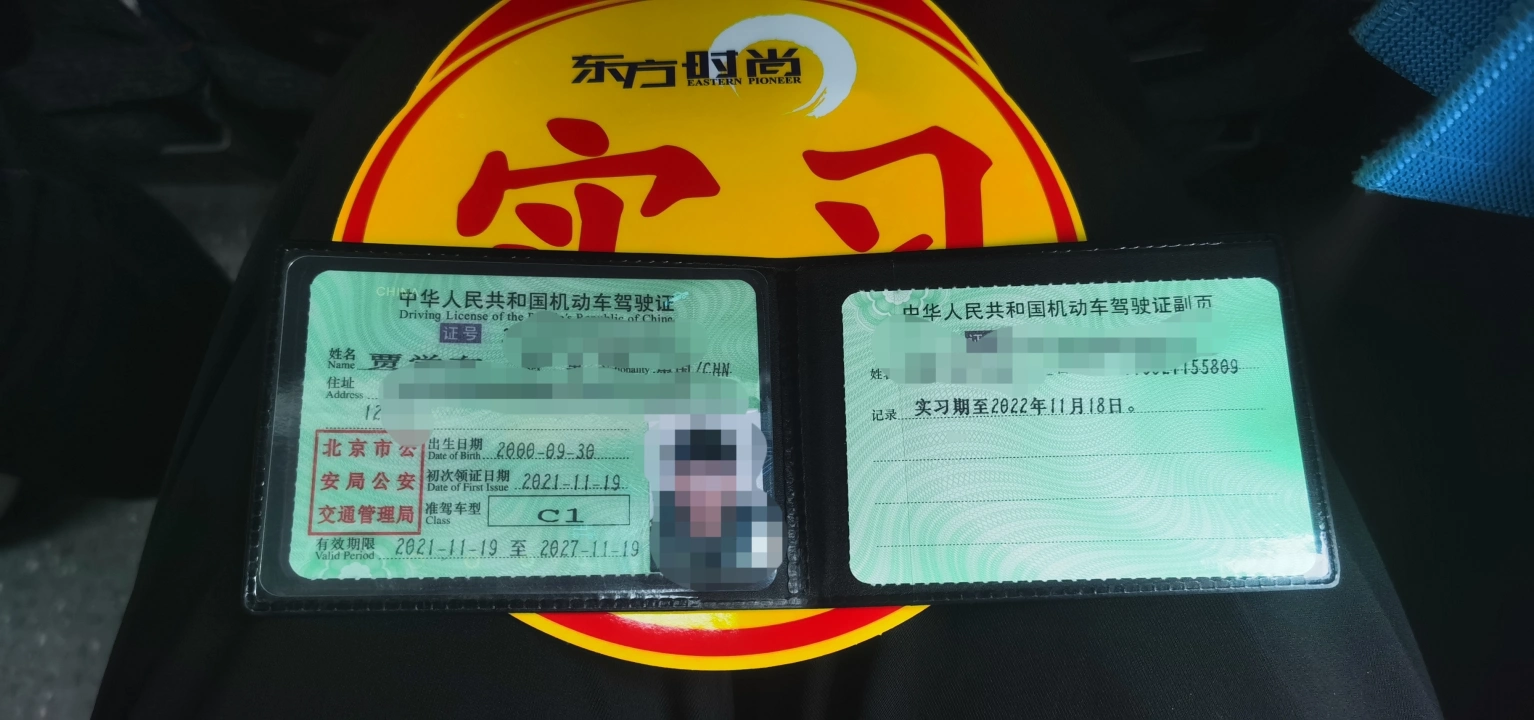 东方时尚
EASTERN PIONEER
实习
CHINA
中华人民共和国机动车驾驶证
Driving License of the Republic of China
证号
姓名
Name
/CHN
住址
Address
12
北京市公
安局公安
交通管理局
出生日期 2000-09-30
Date of Birth
初次领证日期 2021-11-19
Date of First Issue
准驾车型 C1
Class
有效期限 2021-11-19 至 2027-11-19
Valid Period
中华人民共和国机动车驾驶证副页
记录 实习期至2022年11月18日。